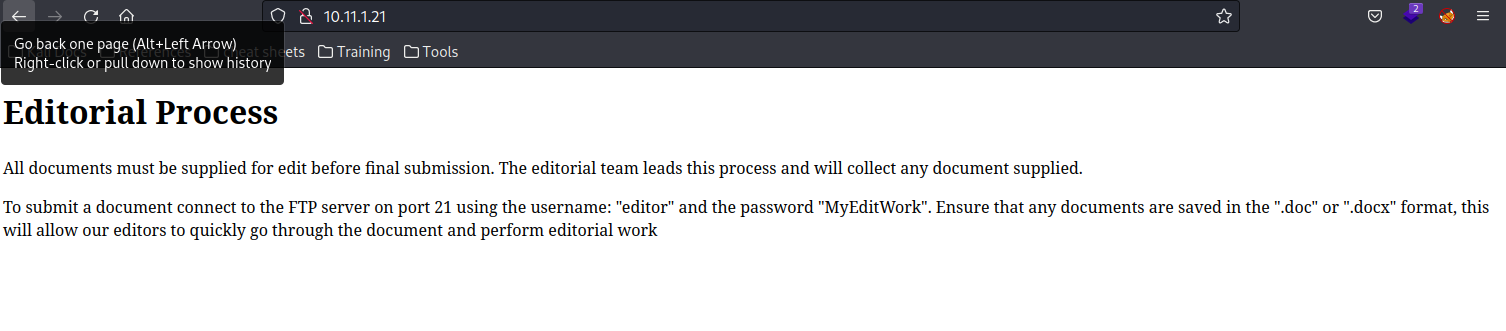 10.11.1.21
2
Go back one page (Alt+Left Arrow)
Right-click or pull down to show history
Kali Docs
References
cheat sheets
Training
Tools
Editorial Process
All documents must be supplied for edit before final submission. The editorial team leads this process and will collect any document supplied.
To submit a document connect to the FTP server on port 21 using the username: "editor" and the password "MyEditWork". Ensure that any documents are saved in the ".doc" or ".docx" format, this
will allow our editors to quickly go through the document and perform editorial work